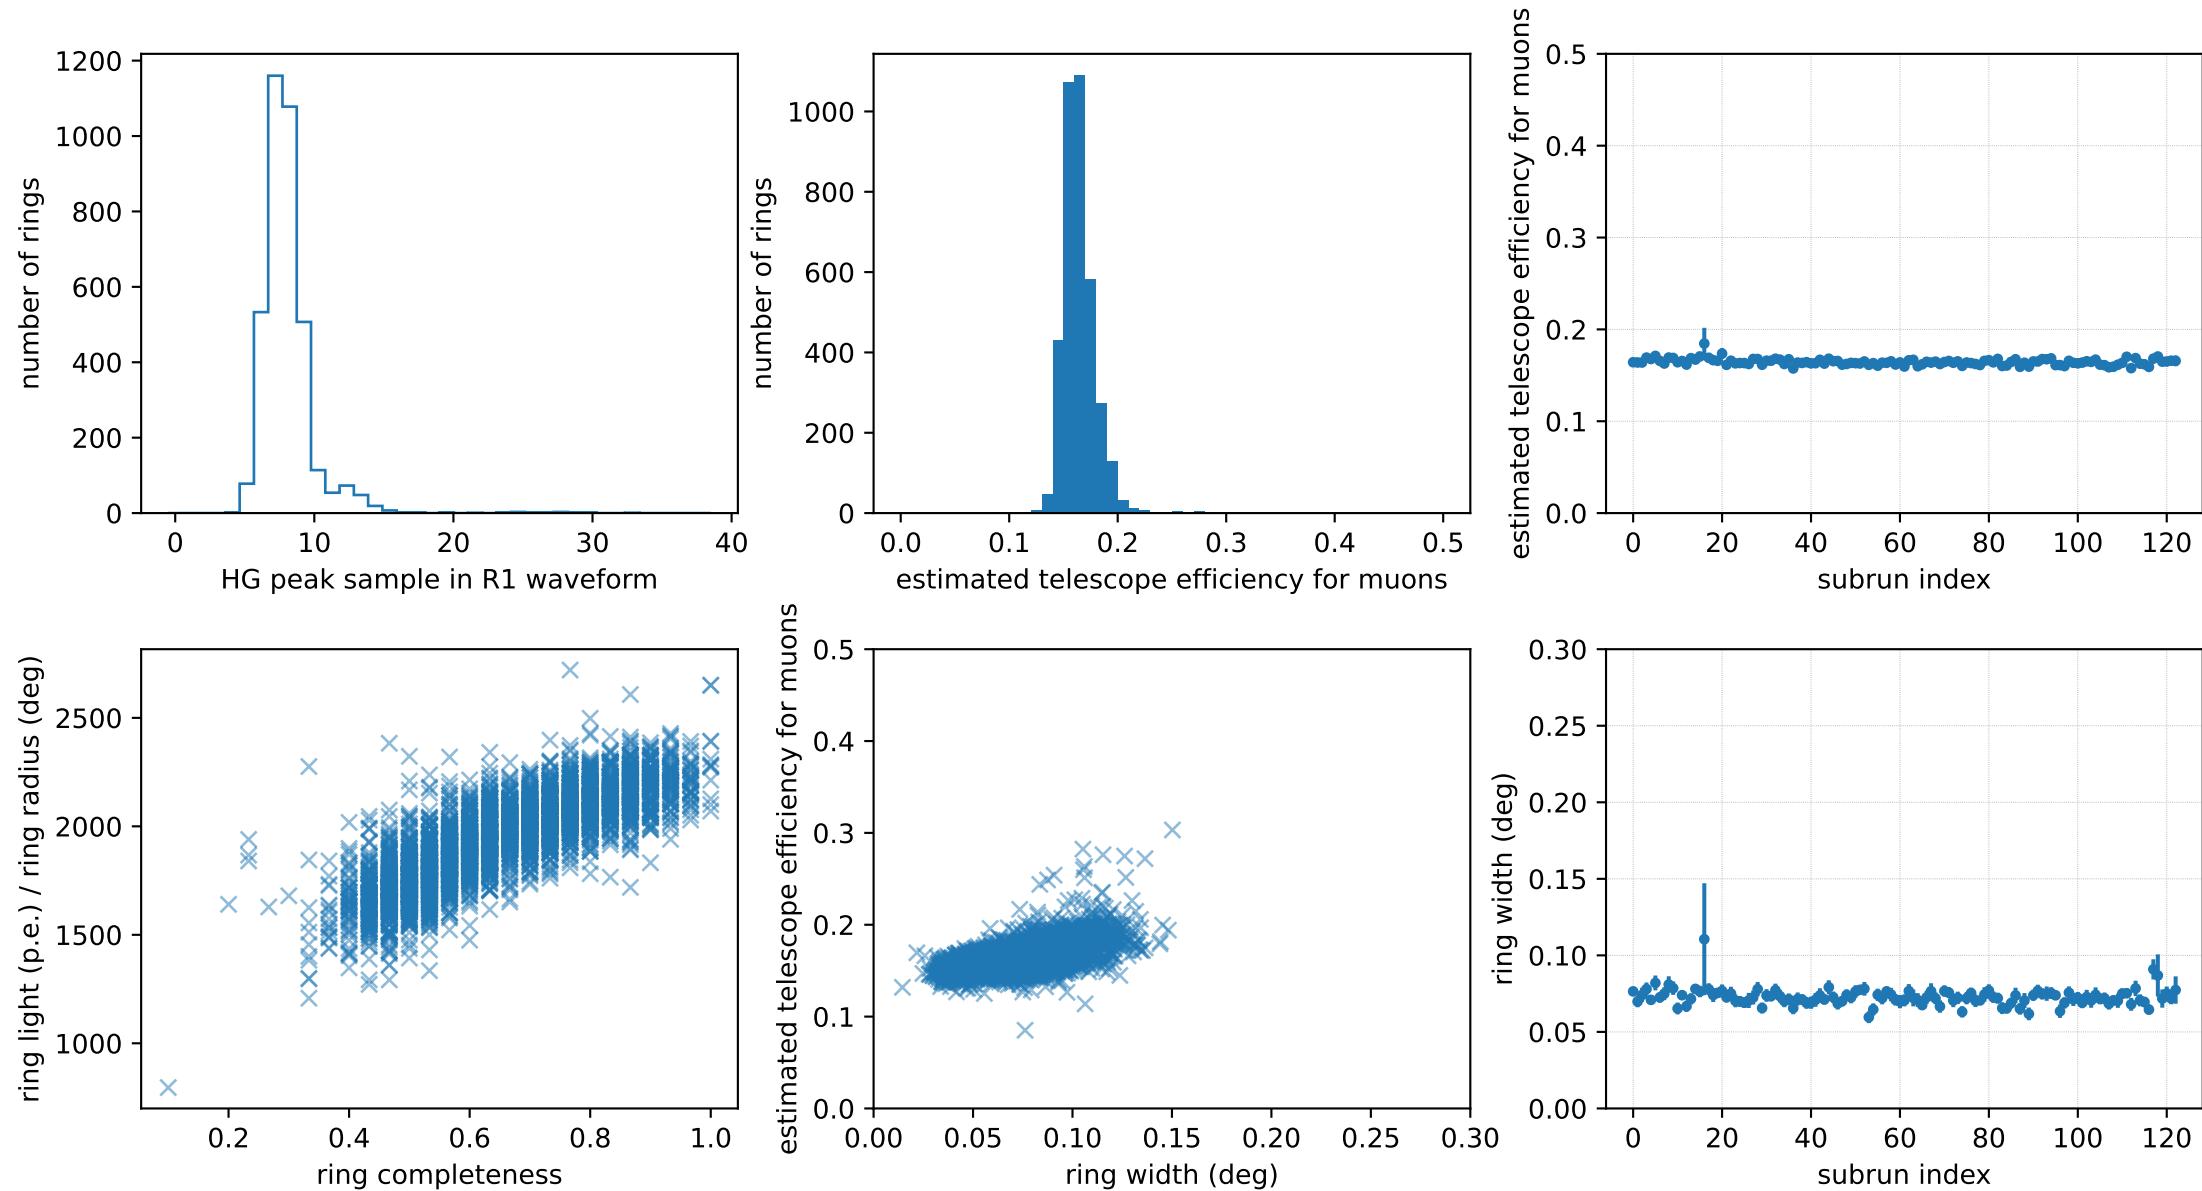 number of rings
1200
1000
800
600
400
200
0
0 10 20 30 40
HG peak sample in R1 waveform
number of rings
1000
800
600
400
200
0
0.0 0.1 0.2 0.3 0.4 0.5
estimated telescope efficiency for muons
estimated telescope efficiency for muons
0.5
0.4
0.3
0.2
0.1
0.0
0 20 40 60 80 100 120
subrun index
ring light (p.e.) / ring radius (deg)
2500
2000
1500
1000
0.2 0.4 0.6 0.8 1.0
ring completeness
estimated telescope efficiency for muons
0.5
0.4
0.3
0.2
0.1
0.0
0.00 0.05 0.10 0.15 0.20 0.25 0.30
ring width (deg)
ring width (deg)
0.30
0.25
0.20
0.15
0.10
0.05
0.00
0 20 40 60 80 100 120
subrun index